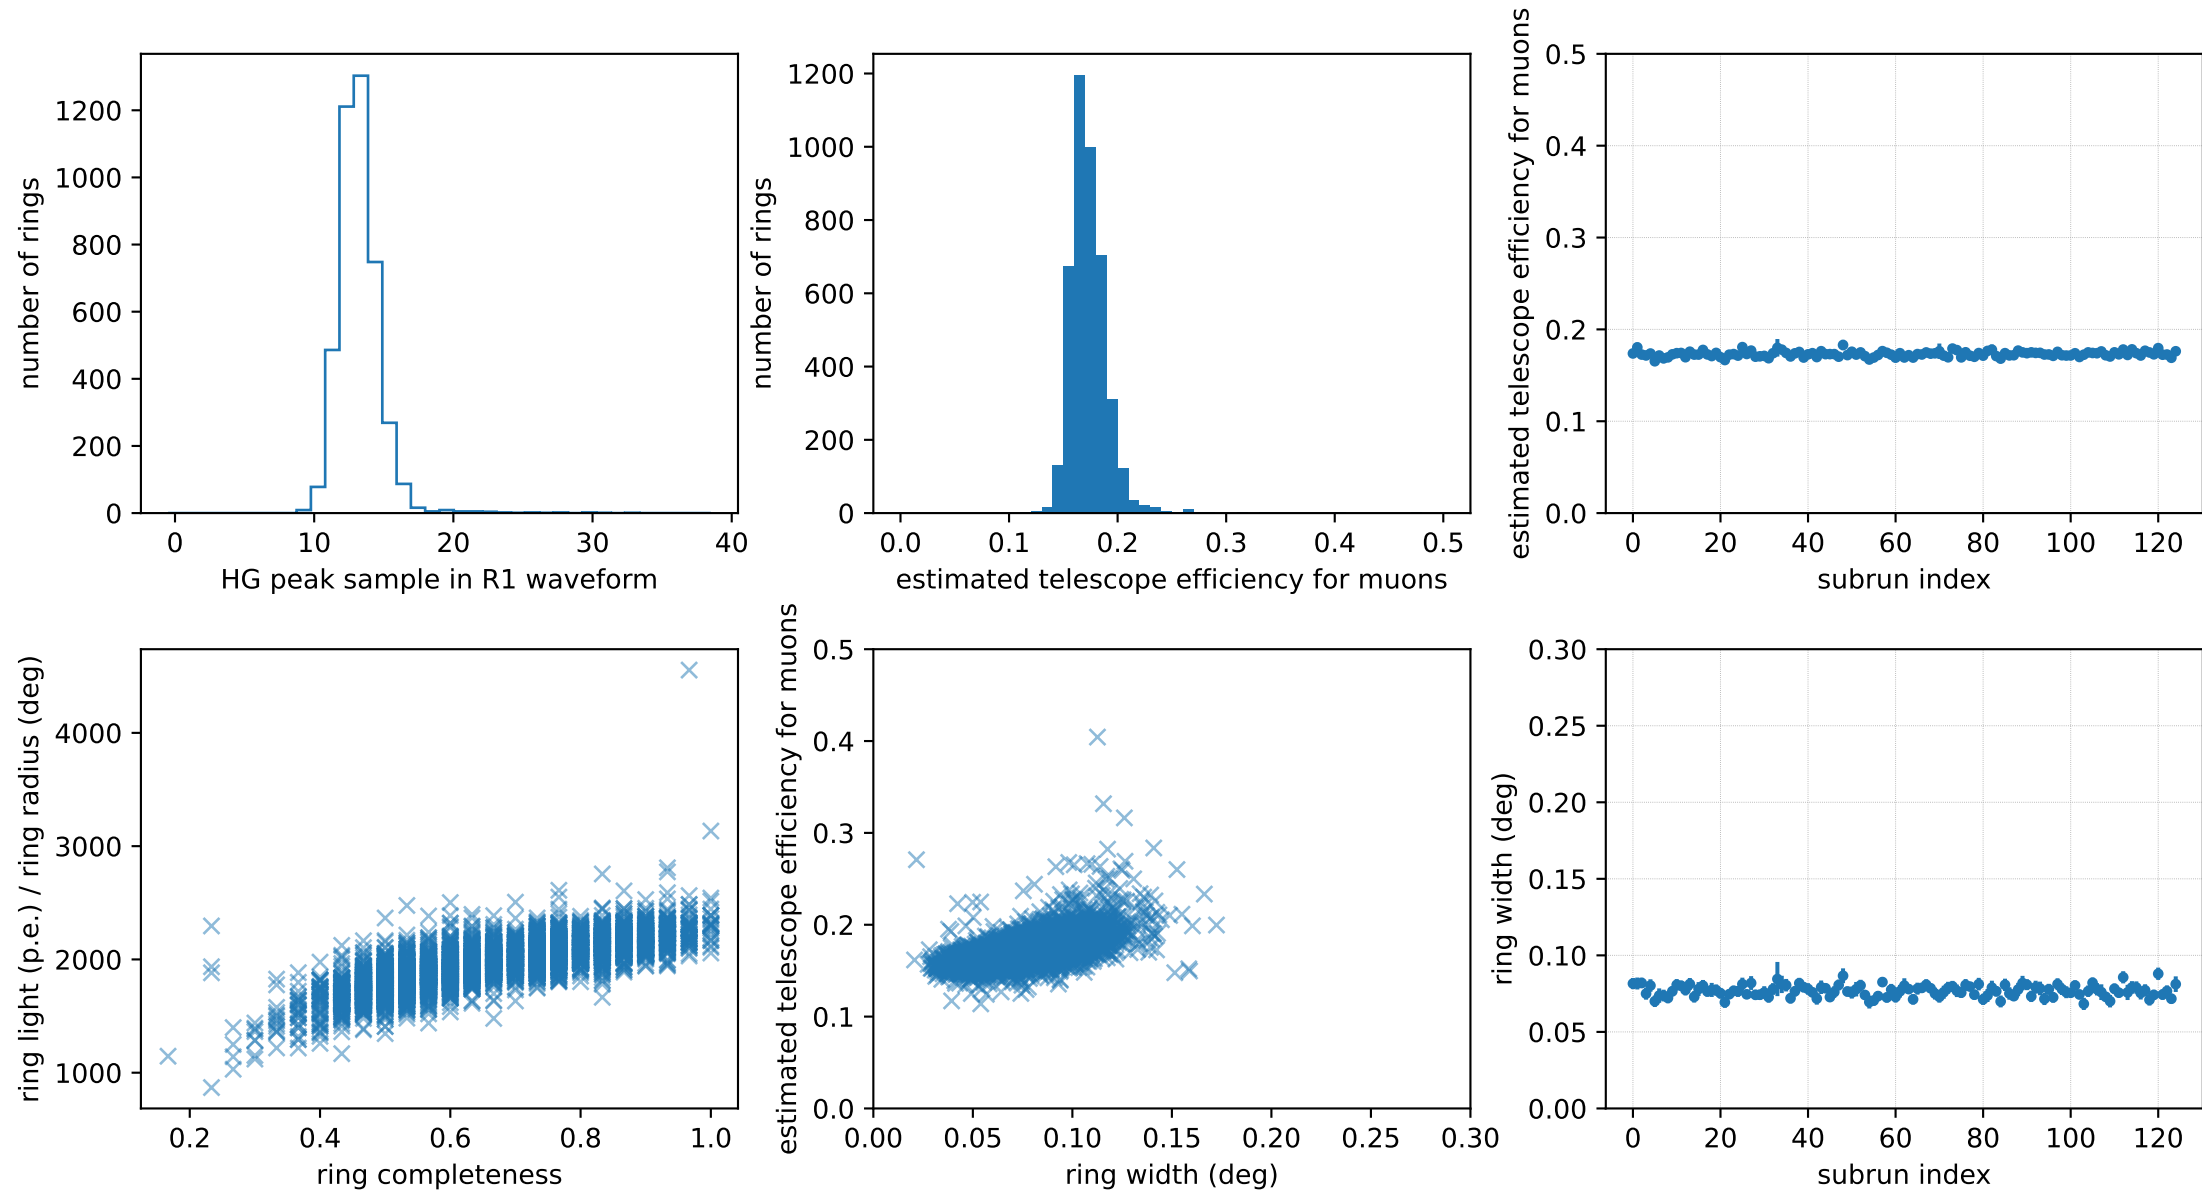 number of rings
1200
1000
800
600
400
200
0
0 10 20 30 40
HG peak sample in R1 waveform
number of rings
1200
1000
800
600
400
200
0
0.0 0.1 0.2 0.3 0.4 0.5
estimated telescope efficiency for muons
estimated telescope efficiency for muons
0.5
0.4
0.3
0.2
0.1
0.0
0 20 40 60 80 100 120
subrun index
ring light (p.e.) / ring radius (deg)
4000
3000
2000
1000
0.2 0.4 0.6 0.8 1.0
ring completeness
estimated telescope efficiency for muons
0.5
0.4
0.3
0.2
0.1
0.0
0.00 0.05 0.10 0.15 0.20 0.25 0.30
ring width (deg)
ring width (deg)
0.30
0.25
0.20
0.15
0.10
0.05
0.00
0 20 40 60 80 100 120
subrun index